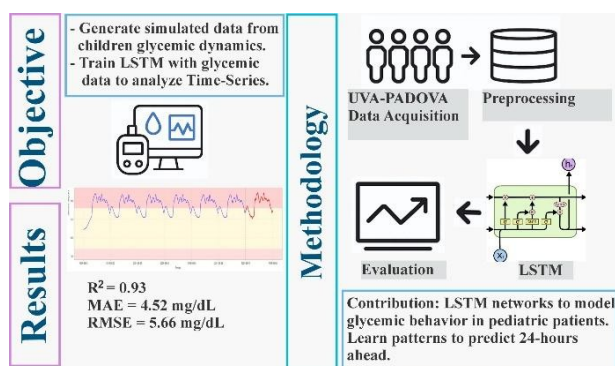 Objective
- Generate simulated data from
children glycemic dynamics.
- Train LSTM with glycemic
data to analyze Time-Series.
Results
R² = 0.93
MAE = 4.52 mg/dL
RMSE = 5.66 mg/dL
Methodology
UVA-PADOVA
Data Acquisition
Preprocessing
LSTM
Evaluation
Contribution: LSTM networks to model
glycemic behavior in pediatric patients.
Learn patterns to predict 24-hours
ahead.